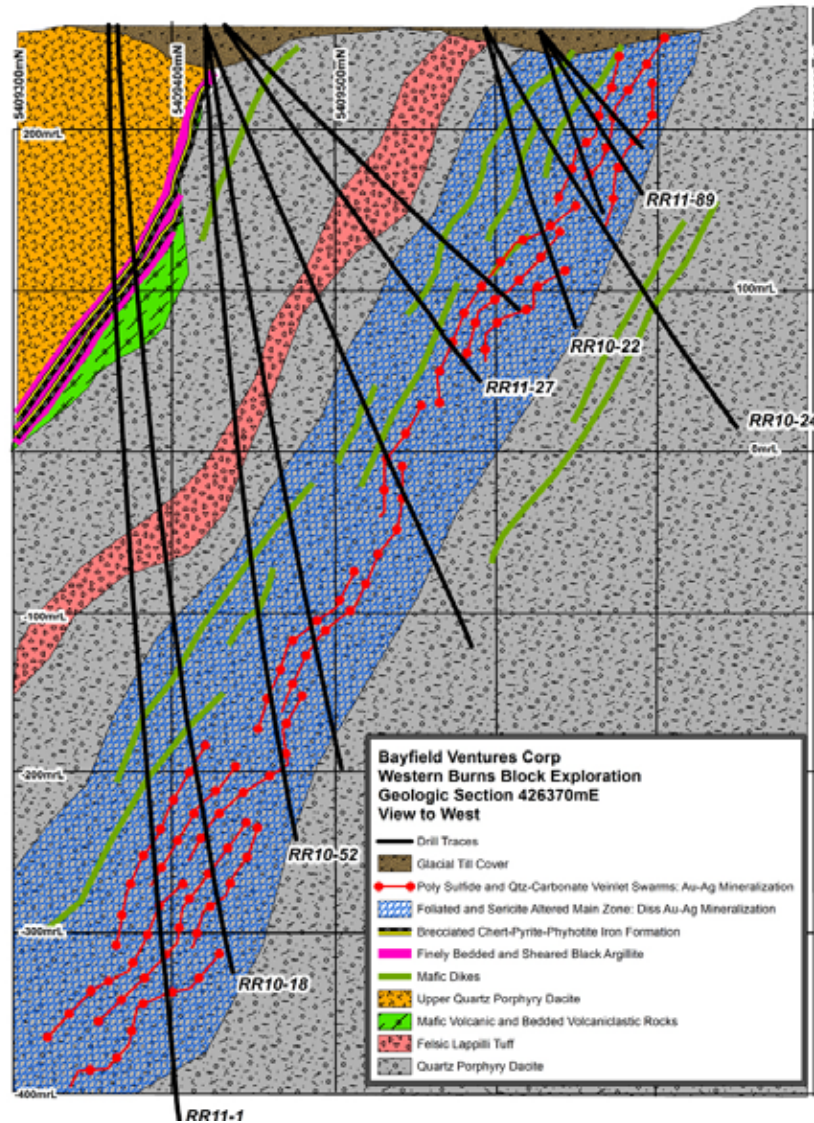 5409300mN
5409400mN
5409500mN
200mrL
RR11-89
100mrL
RR10-22
RR11-27
RR10-24
0mrL
-100mrL
-200mrL
Bayfield Ventures Corp
Western Burns Block Exploration
Geologic Section 426370mE
View to West
Drill Traces
Glacial Till Cover
Poly Sulfide and Qtz-Carbonate Veinlet Swarms: Au-Ag Mineralization
Foliated and Sericite Altered Main Zone: Diss Au-Ag Mineralization
Brecciated Chert-Pyrite-Phyhotite Iron Formation
Finely Bedded and Sheared Black Argillite
Mafic Dikes
Upper Quartz Porphyry Dacite
Mafic Volcanic and Bedded Volcaniclastic Rocks
Felsic Lappilli Tuff
Quartz Porphyry Dacite
RR10-52
-300mrL
RR10-18
-400mrL
RR11-1